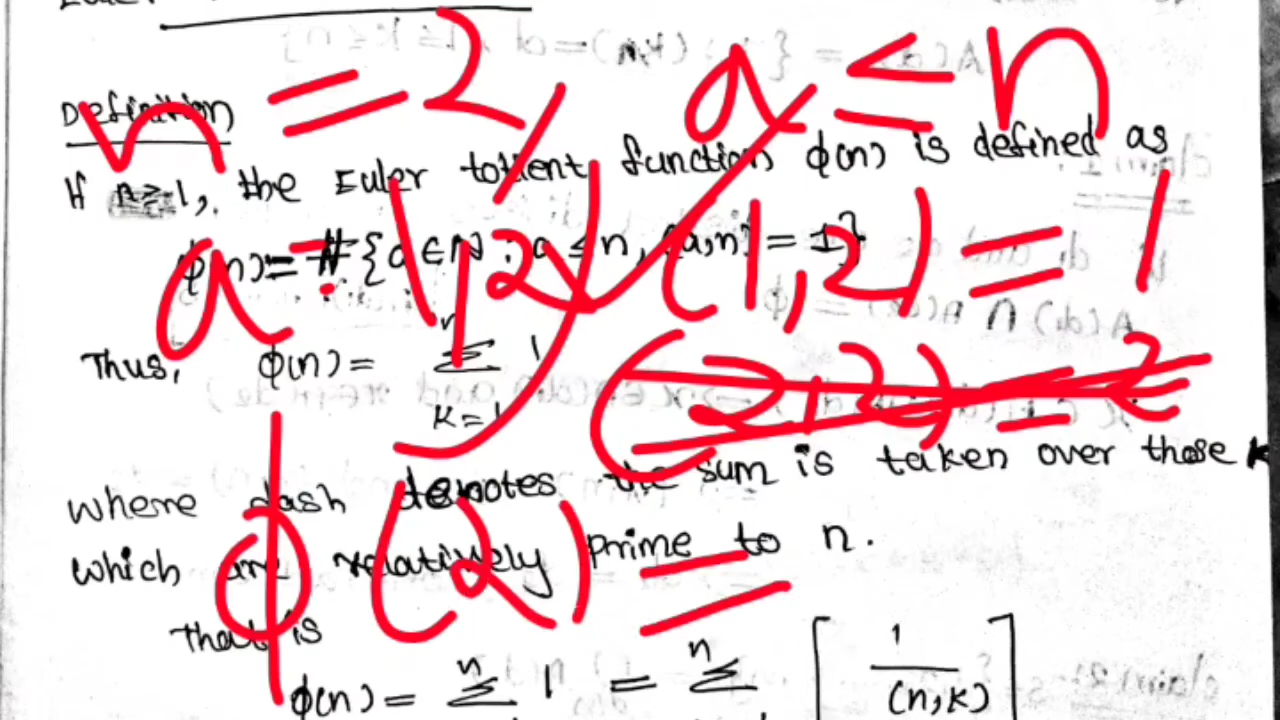 Definition
If n ≥ 1, the Euler totient function φ(n) is defined as
φ(n) = # {a ∈ N : a ≤ n, (a,n) = 1}
Thus, φ(n) = n Σ' 1
k=1
where dash denotes the sum is taken over those k
which are relatively prime to n.
That is
φ(n) = n Σ' 1 = n Σ [ 1 / (n,k) ]
n = 2, a ≤ n
a = 1, 2, (1, 2) = 1
(2, 2) = 2
φ(2) =